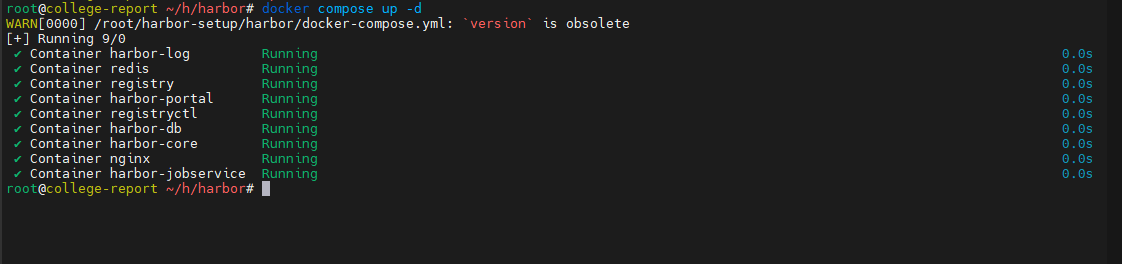 root@college-report ~/h/harbor# docker compose up -d
WARN[0000] /root/harbor-setup/harbor/docker-compose.yml: `version` is obsolete
[+] Running 9/0
✔ Container harbor-log Running 0.0s
✔ Container redis Running 0.0s
✔ Container registry Running 0.0s
✔ Container harbor-portal Running 0.0s
✔ Container registryctl Running 0.0s
✔ Container harbor-db Running 0.0s
✔ Container harbor-core Running 0.0s
✔ Container nginx Running 0.0s
✔ Container harbor-jobservice Running 0.0s
root@college-report ~/h/harbor#